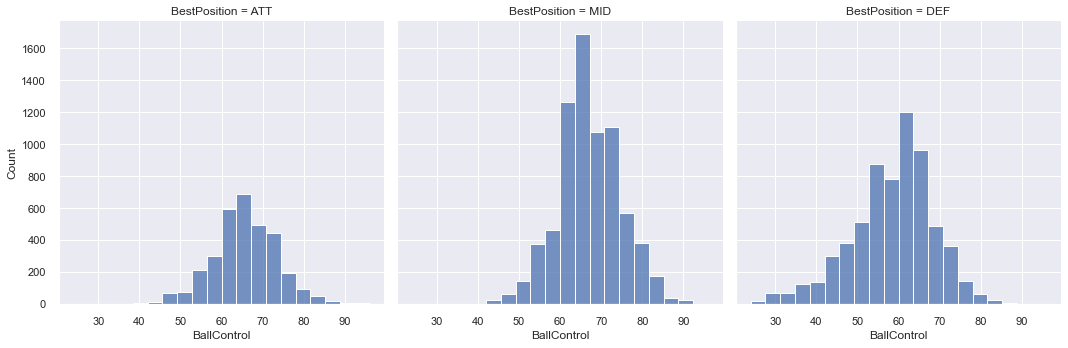 BestPosition = ATT
BestPosition = MID
BestPosition = DEF
1600
1400
1200
1000
800
600
400
200
0
Count
30 40 50 60 70 80 90
30 40 50 60 70 80 90
30 40 50 60 70 80 90
BallControl
BallControl
BallControl